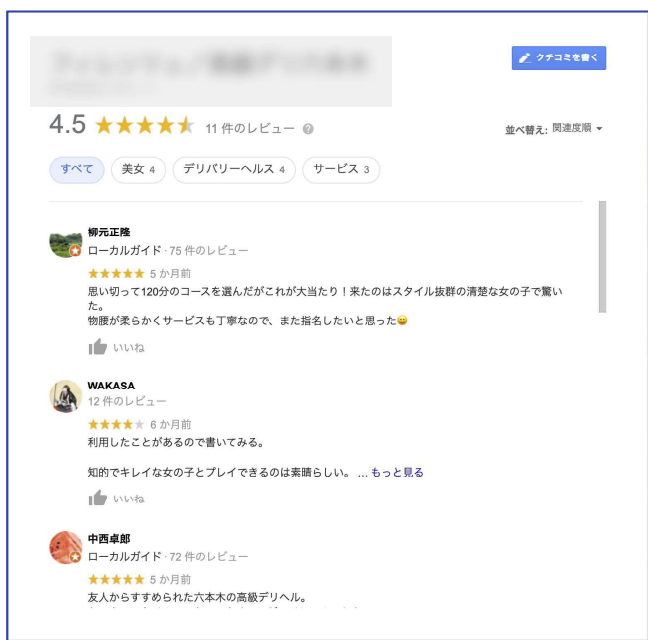 クチコミを書く
4.5 11 件のレビュー
並べ替え: 関連度順
すべて 美女 4 デリバリーヘルス 4 サービス 3
柳元正隆
ローカルガイド · 75 件のレビュー
5 か月前
思い切って120分のコースを選んだがこれが大当たり！来たのはスタイル抜群の清楚な女の子で驚い
た。
物腰が柔らかくサービスも丁寧なので、また指名したいと思った😄
いいね
WAKASA
12 件のレビュー
6 か月前
利用したことがあるので書いてみる。
知的でキレイな女の子とプレイできるのは素晴らしい。 … もっと見る
いいね
中西卓郎
ローカルガイド · 72 件のレビュー
5 か月前
友人からすすめられた六本木の高級デリヘル。